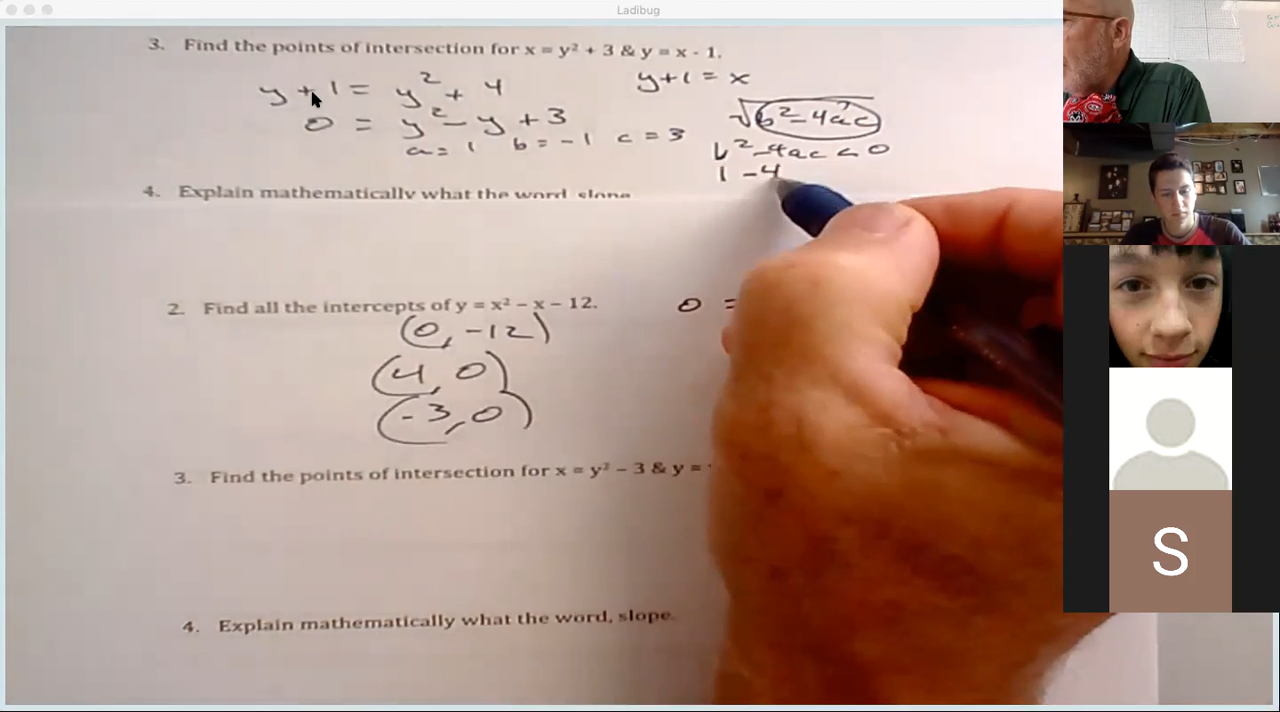 Ladibug
3. Find the points of intersection for x = y² + 3 & y = x - 1.
y + 1 = y² + 4
y + 1 = x
0 = y² - y + 3
√b² - 4ac
a = 1 b = -1 c = 3
b² - 4ac < 0
1 - 4
4. Explain mathematically what the word, slope
2. Find all the intercepts of y = x² - x - 12.
0 =
(0, -12)
(4, 0)
(-3, 0)
3. Find the points of intersection for x = y² - 3 & y =
4. Explain mathematically what the word, slope.
S